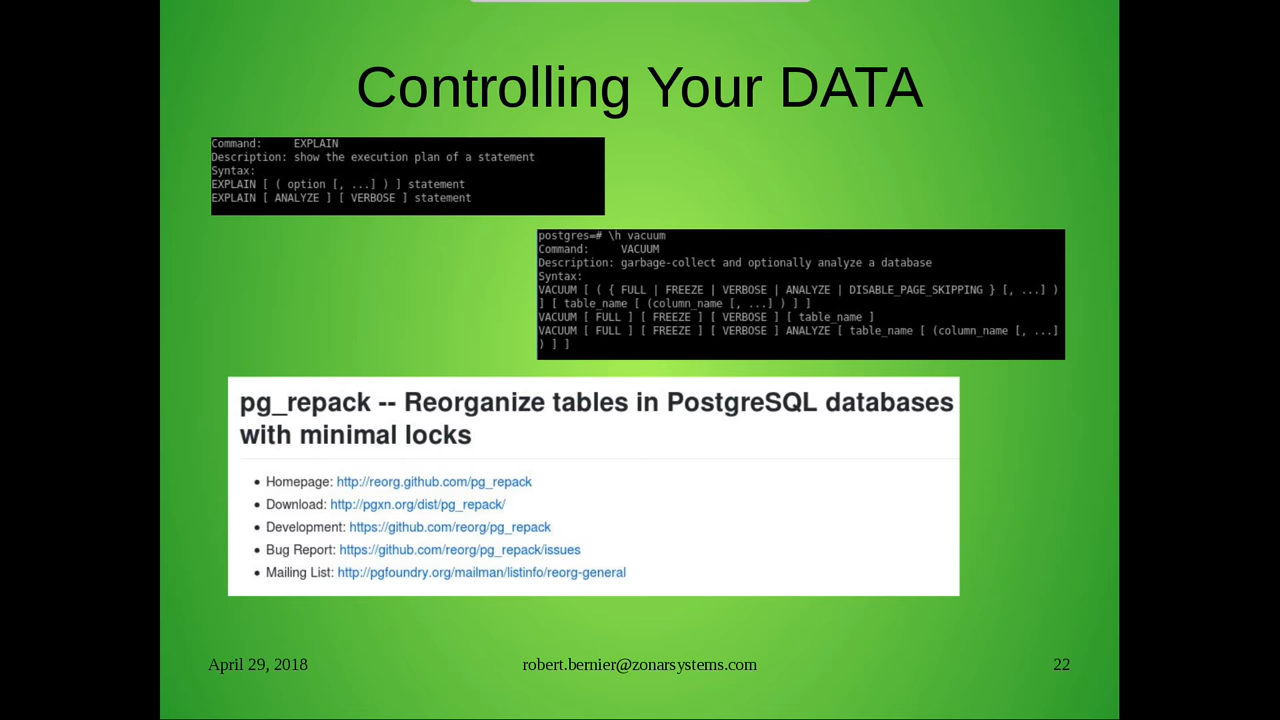 Controlling Your DATA
Command:     EXPLAIN
Description: show the execution plan of a statement
Syntax:
EXPLAIN [ ( option [, ...] ) ] statement
EXPLAIN [ ANALYZE ] [ VERBOSE ] statement
postgres=# \h vacuum
Command:     VACUUM
Description: garbage-collect and optionally analyze a database
Syntax:
VACUUM [ ( { FULL | FREEZE | VERBOSE | ANALYZE | DISABLE_PAGE_SKIPPING } [, ...] )
] [ table_name [ (column_name [, ...] ) ] ]
VACUUM [ FULL ] [ FREEZE ] [ VERBOSE ] [ table_name ]
VACUUM [ FULL ] [ FREEZE ] [ VERBOSE ] ANALYZE [ table_name [ (column_name [, ...]
) ] ]
pg_repack -- Reorganize tables in PostgreSQL databases
with minimal locks
• Homepage: http://reorg.github.com/pg_repack
• Download: http://pgxn.org/dist/pg_repack/
• Development: https://github.com/reorg/pg_repack
• Bug Report: https://github.com/reorg/pg_repack/issues
• Mailing List: http://pgfoundry.org/mailman/listinfo/reorg-general
April 29, 2018
robert.bernier@zonarsystems.com
22